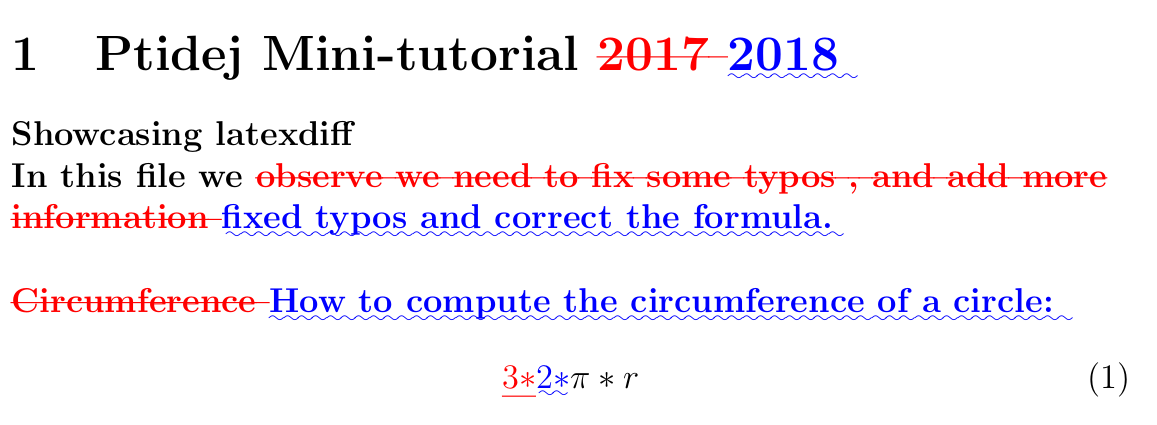 1 Ptidej Mini-tutorial 2017 2018
Showcasing latexdiff
In this file we observe we need to fix some typos , and add more
information fixed typos and correct the formula.
Circumference How to compute the circumference of a circle:
3*2*π * r (1)